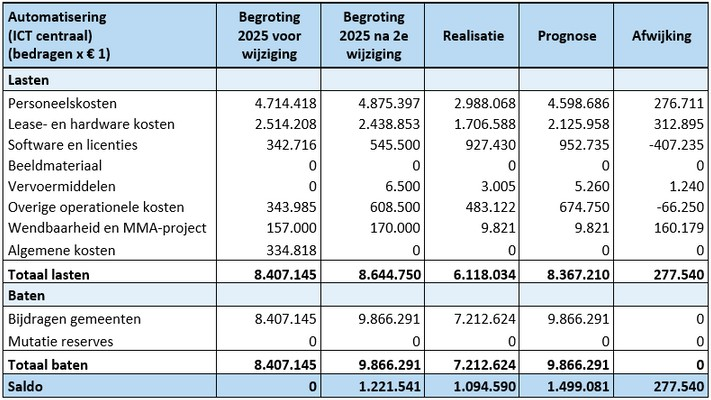 Automatisering (ICT centraal) (bedragen x € 1) Begroting 2025 voor wijziging Begroting 2025 na 2e wijziging Realisatie Prognose Afwijking
Lasten
Personeelskosten 4.714.418 4.875.397 2.988.068 4.598.686 276.711
Lease- en hardware kosten 2.514.208 2.438.853 1.706.588 2.125.958 312.895
Software en licenties 342.716 545.500 927.430 952.735 -407.235
Beeldmateriaal 0 0 0 0 0
Vervoermiddelen 0 6.500 3.005 5.260 1.240
Overige operationele kosten 343.985 608.500 483.122 674.750 -66.250
Wendbaarheid en MMA-project 157.000 170.000 9.821 9.821 160.179
Algemene kosten 334.818 0 0 0 0
Totaal lasten 8.407.145 8.644.750 6.118.034 8.367.210 277.540
Baten
Bijdragen gemeenten 8.407.145 9.866.291 7.212.624 9.866.291 0
Mutatie reserves 0 0 0 0 0
Totaal baten 8.407.145 9.866.291 7.212.624 9.866.291 0
Saldo 0 1.221.541 1.094.590 1.499.081 277.540